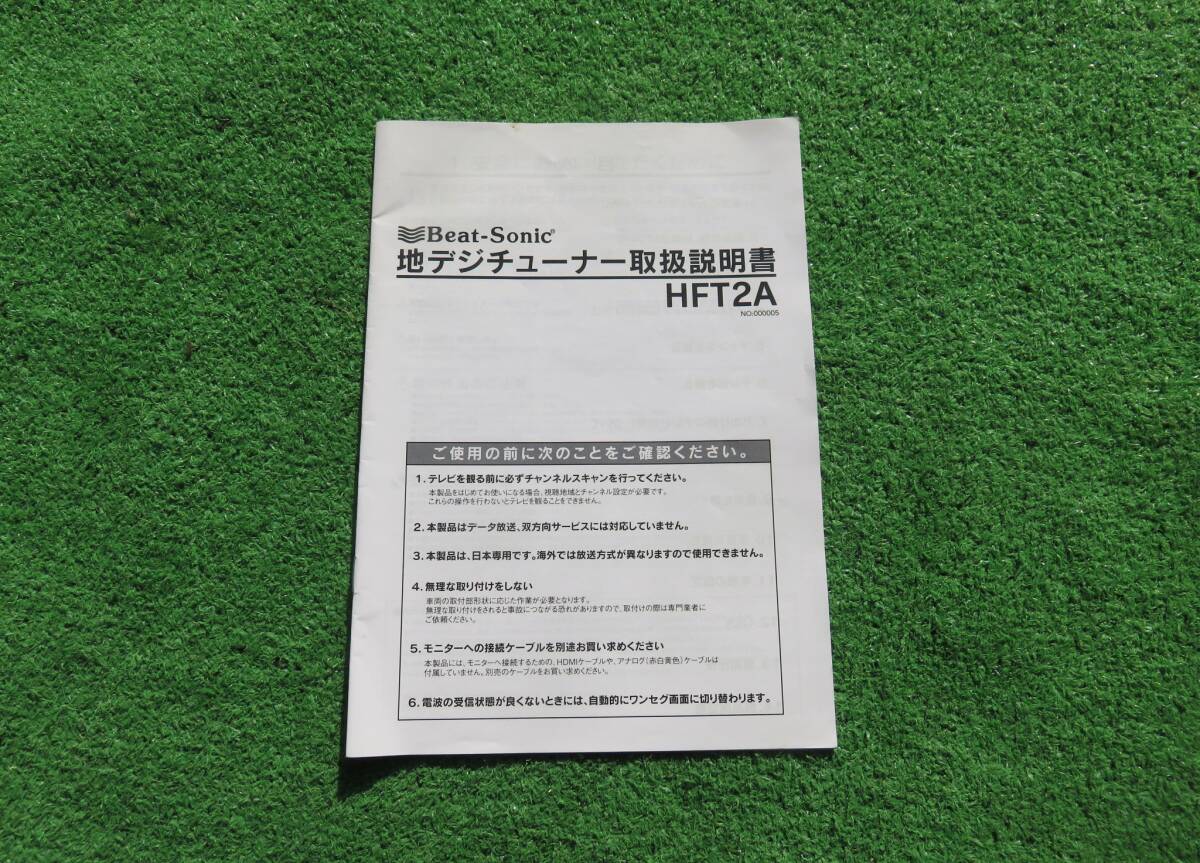 Beat-Sonic®
地デジチューナー取扱説明書
HFT2A
NO:000005
ご使用の前に次のことをご確認ください。
1. テレビを観る前に必ずチャンネルスキャンを行ってください。
本製品をはじめてお使いになる場合、視聴地域とチャンネル設定が必要です。
これらの操作を行わないとテレビを観ることをできません。
2. 本製品はデータ放送、双方向サービスには対応していません。
3. 本製品は、日本専用です。海外では放送方式が異なりますので使用できません。
4. 無理な取り付けをしない
車両の取付部形状に応じた作業が必要となります。
無理な取り付けをされると事故につながる恐れがありますので、取付けの際は専門業者に
ご依頼ください。
5. モニターへの接続ケーブルを別途お買い求めください
本製品には、モニターへ接続するための、HDMIケーブルや、アナログ(赤白黄色)ケーブルは
付属していません。別売のケーブルをお買い求めください。
6. 電波の受信状態が良くないときには、自動的にワンセグ画面に切り替わります。